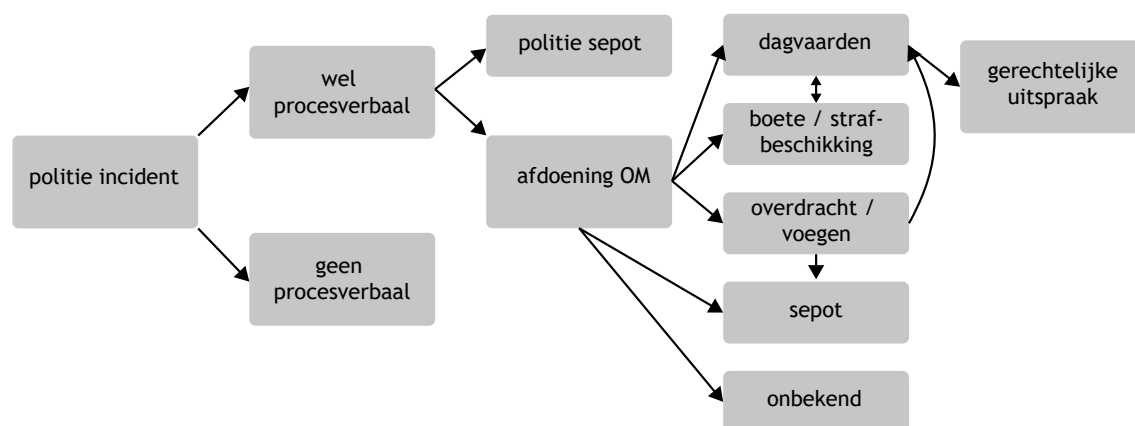 politie incident
wel
procesverbaal
geen
procesverbaal
politie sepot
afdoening OM
dagvaarden
boete / straf-
beschikking
overdracht /
voegen
sepot
onbekend
gerechtelijke
uitspraak